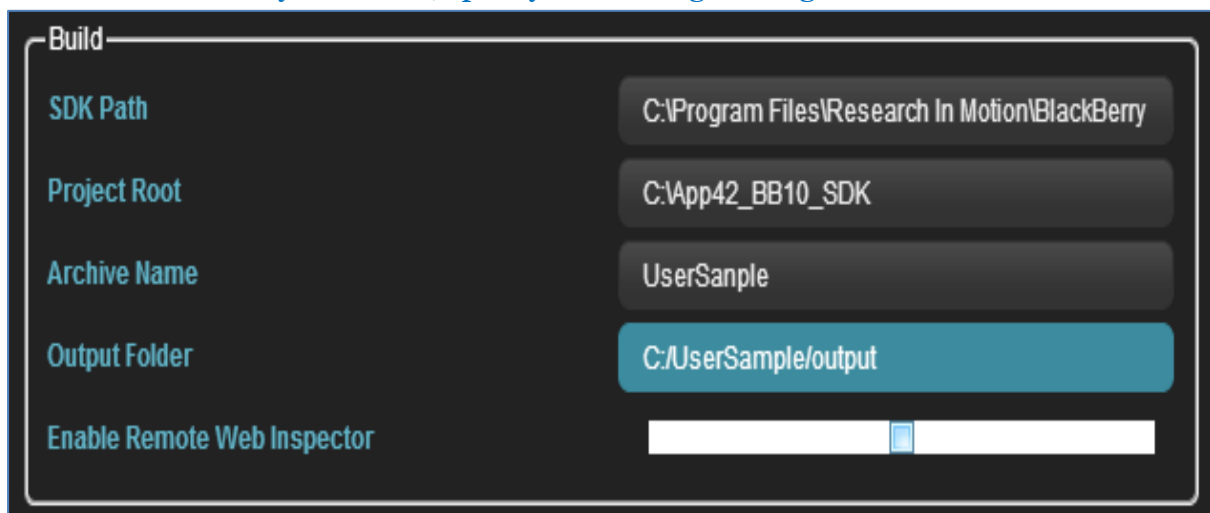 Build
SDK Path
C:\Program Files\Research In Motion\BlackBerry
Project Root
C:\App42_BB10_SDK
Archive Name
UserSanple
Output Folder
C:/UserSample/output
Enable Remote Web Inspector